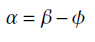 α = β − ϕ